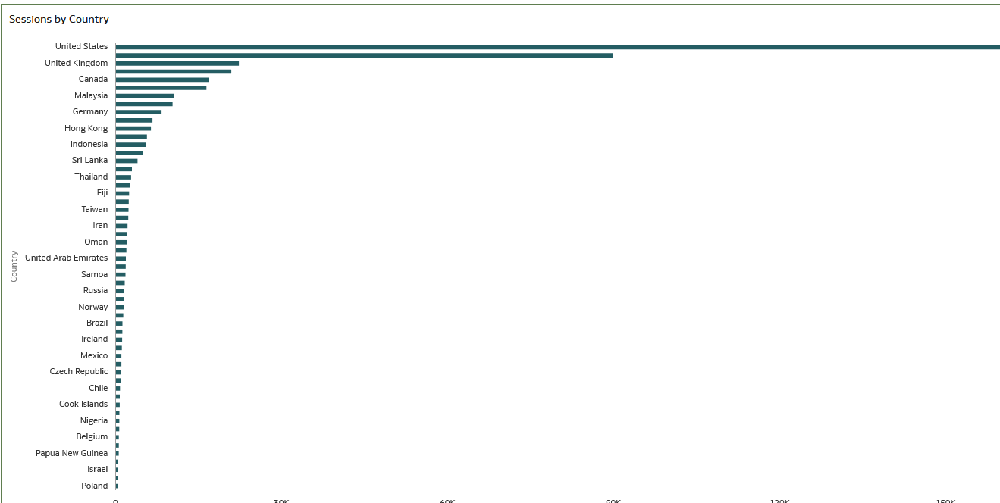 Sessions by Country
United States
United Kingdom
Canada
Malaysia
Germany
Hong Kong
Indonesia
Sri Lanka
Thailand
Fiji
Taiwan
Iran
Oman
United Arab Emirates
Samoa
Russia
Norway
Brazil
Ireland
Mexico
Czech Republic
Chile
Cook Islands
Nigeria
Belgium
Papua New Guinea
Israel
Poland
Country
0 30K 60K 90K 120K 150K